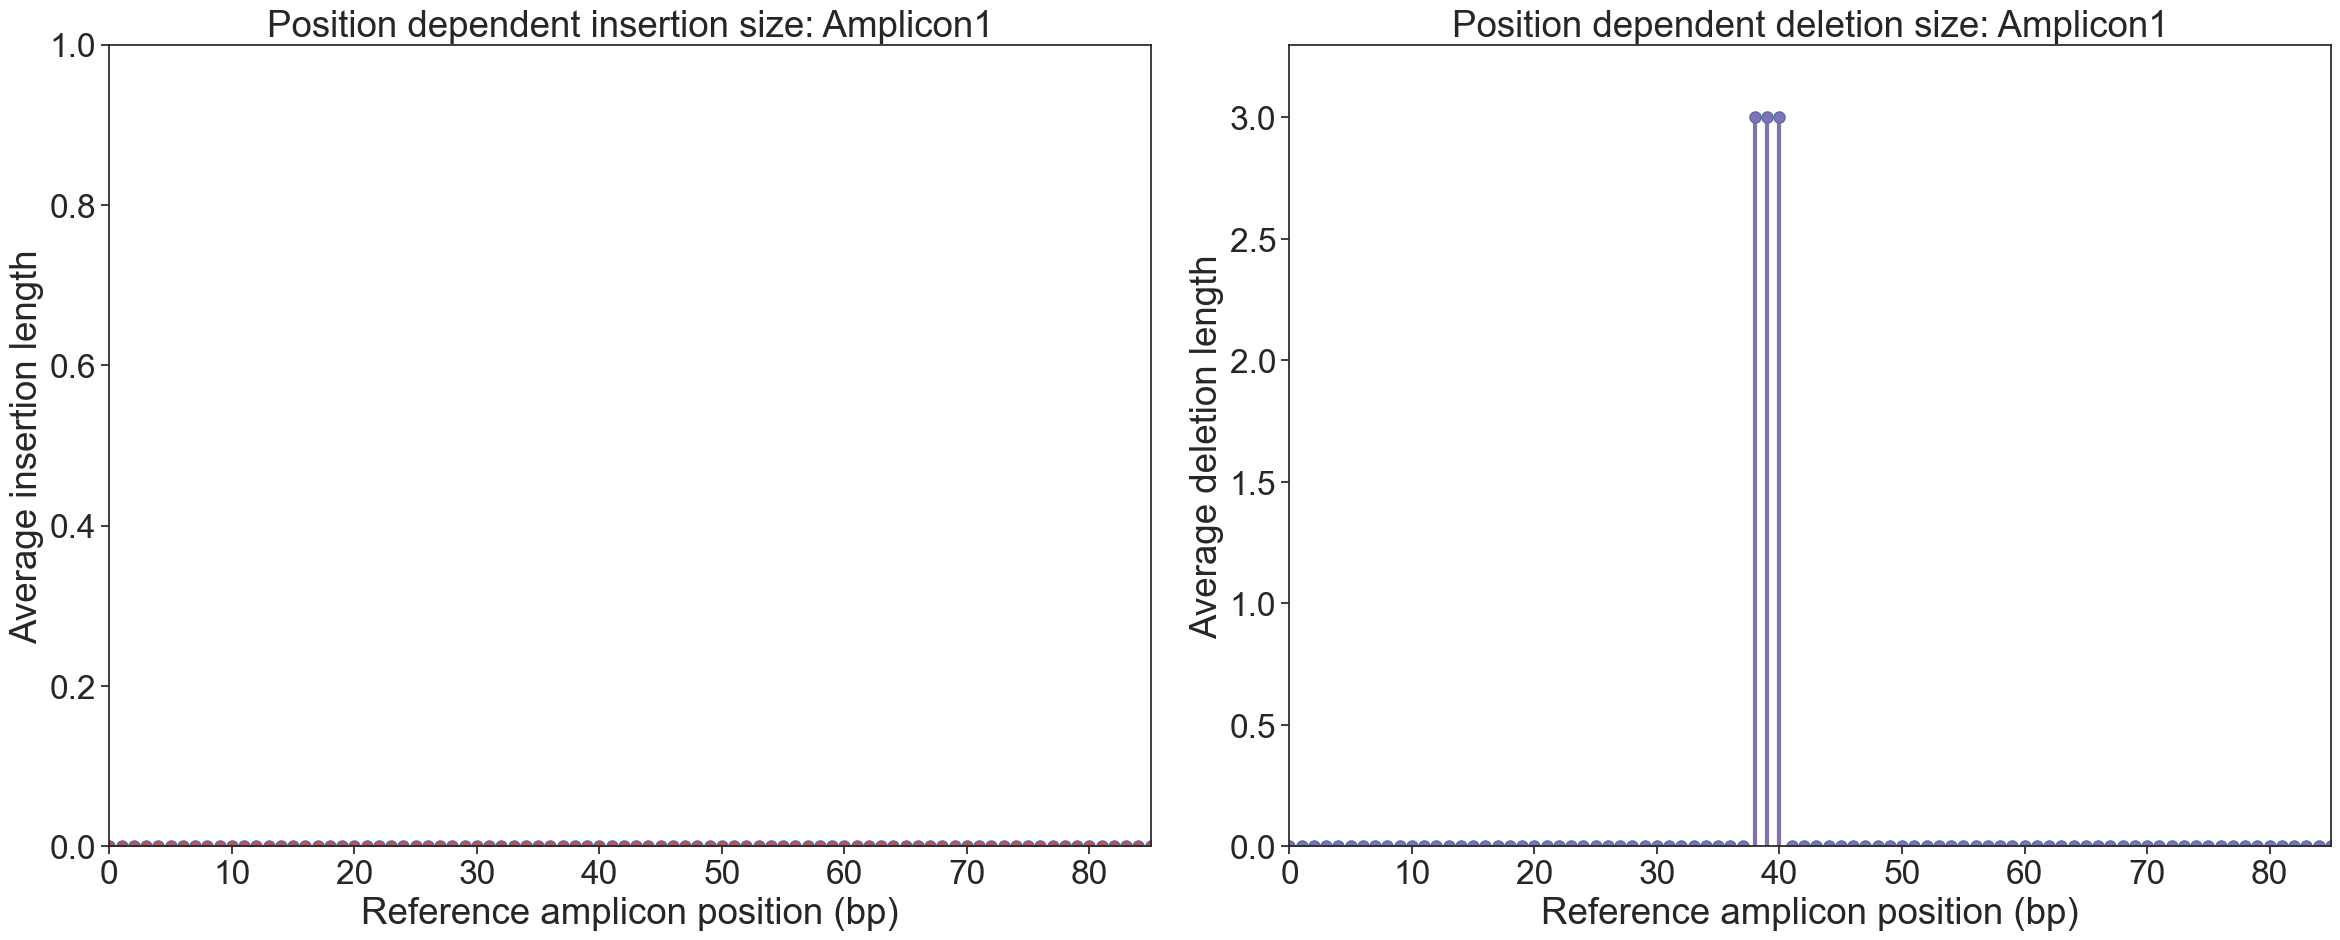 Position dependent insertion size: Amplicon1
1.0
0.8
0.6
0.4
0.2
0.0
Average insertion length
0 10 20 30 40 50 60 70 80
Reference amplicon position (bp)
Position dependent deletion size: Amplicon1
3.0
2.5
2.0
1.5
1.0
0.5
0.0
Average deletion length
0 10 20 30 40 50 60 70 80
Reference amplicon position (bp)